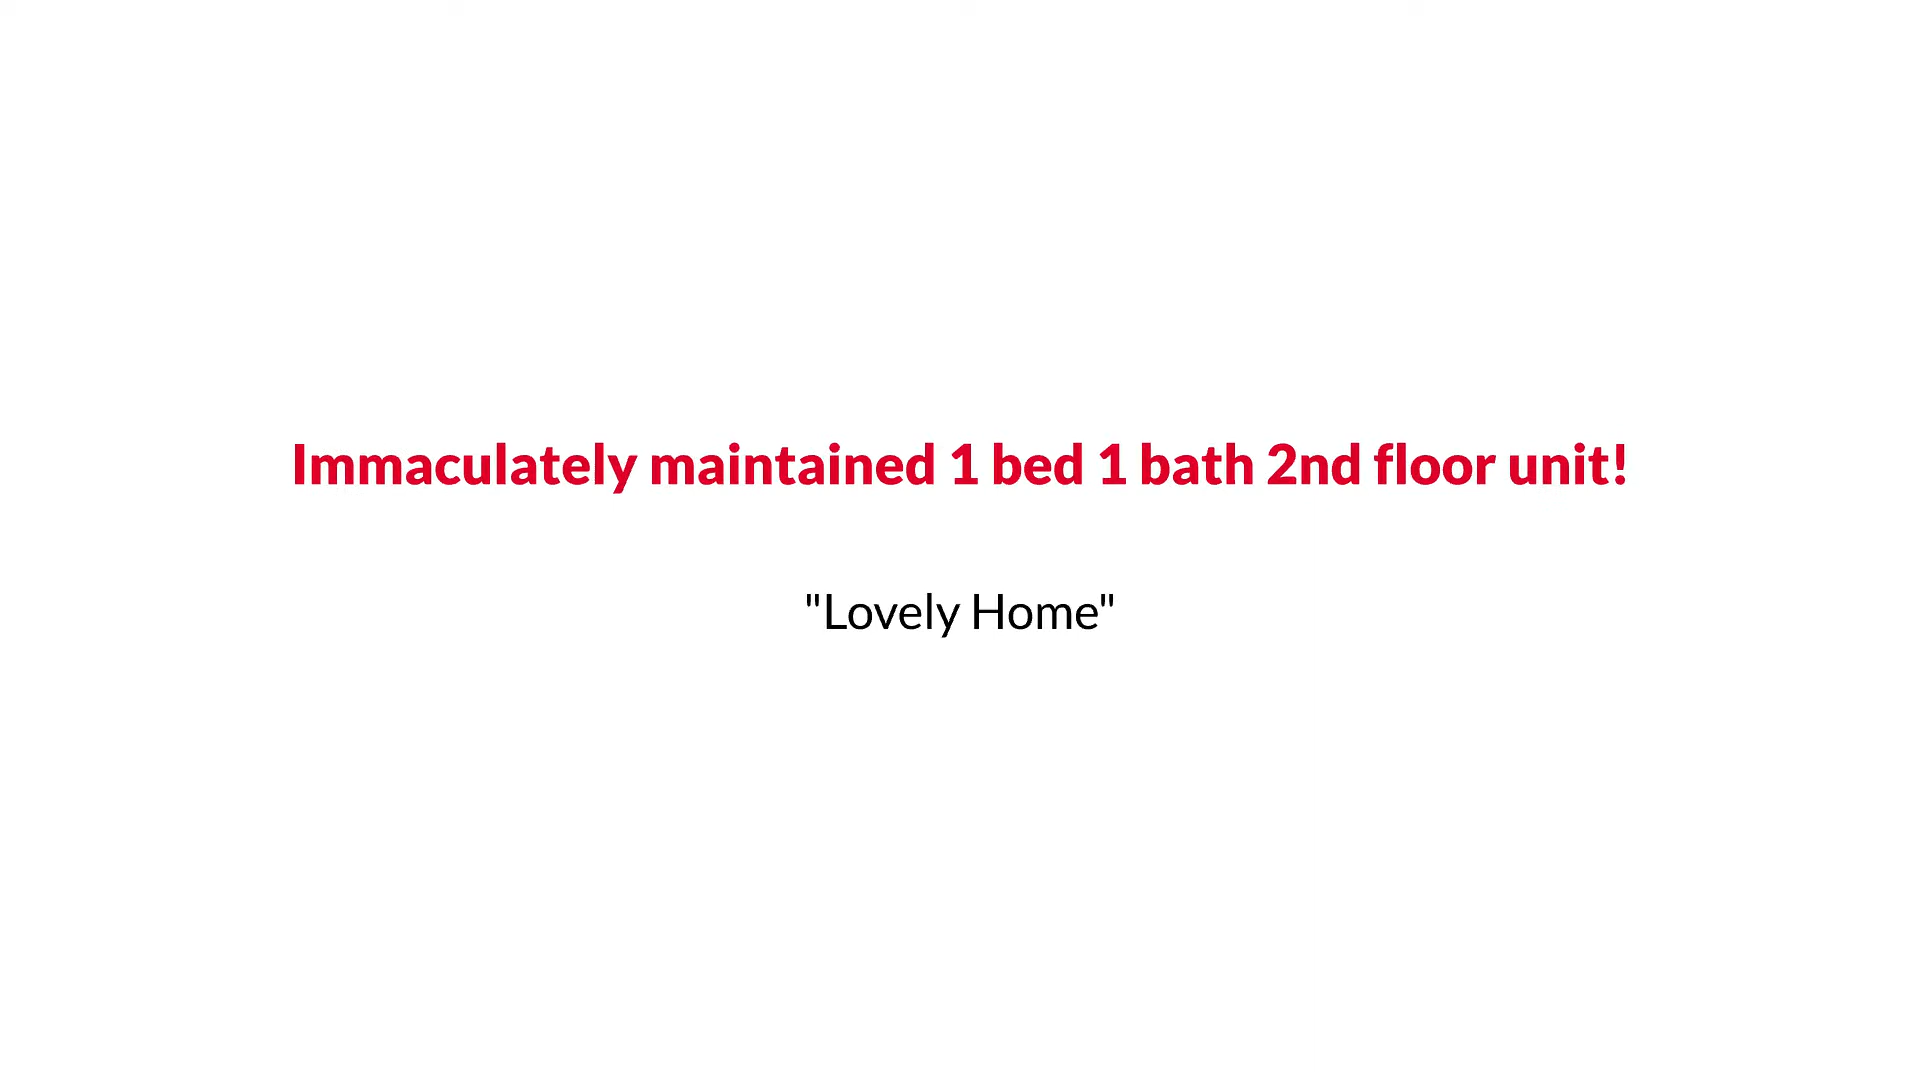 Immaculately maintained 1 bed 1 bath 2nd floor unit!
"Lovely Home"